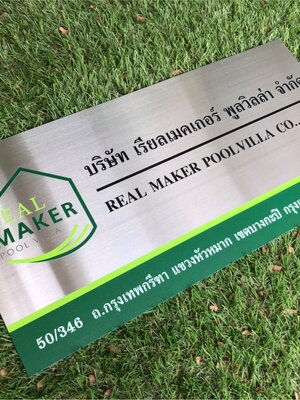 REAL
MAKER
POOL VILLA
บริษัท เรียลเมคเกอร์ พูลวิลล่า จำกัด
REAL MAKER POOLVILLA CO.,
50/346 ถ.กรุงเทพกรีฑา แขวงหัวหมาก เขตบางกะปิ กรุง